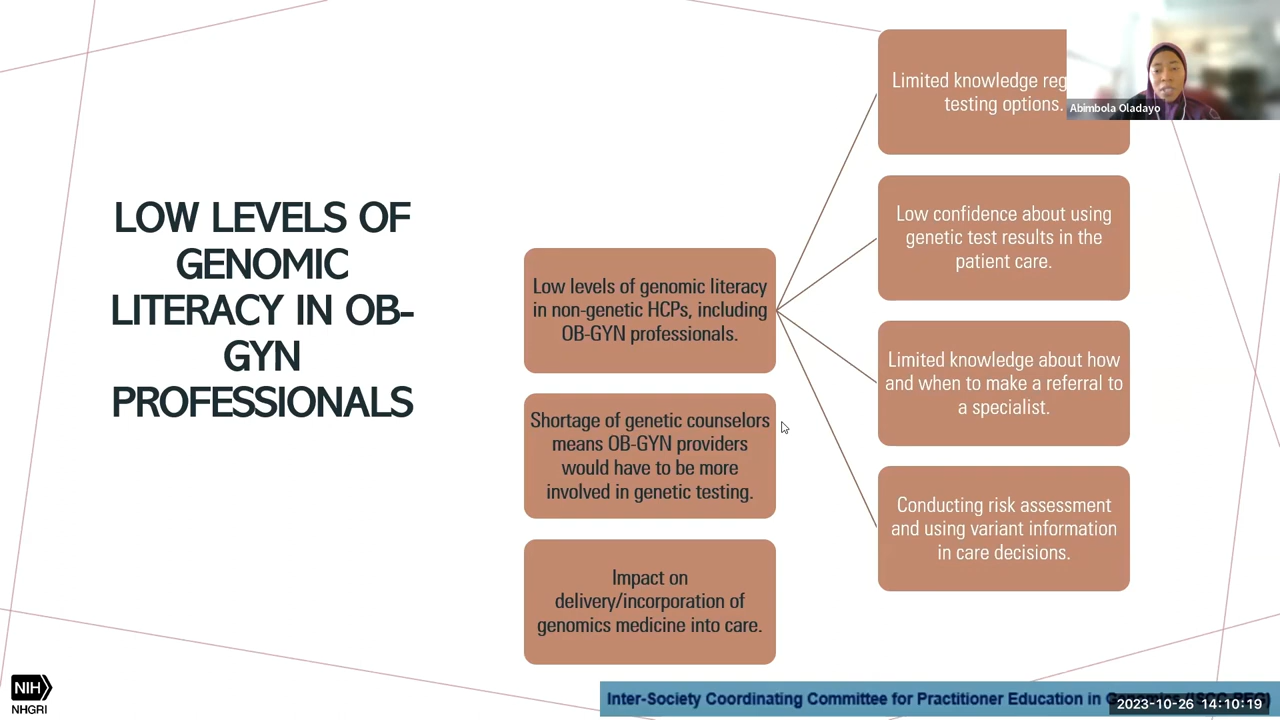 LOW LEVELS OF
GENOMIC
LITERACY IN OB-
GYN
PROFESSIONALS
Low levels of genomic literacy
in non-genetic HCPs, including
OB-GYN professionals.
Shortage of genetic counselors
means OB-GYN providers
would have to be more
involved in genetic testing.
Impact on
delivery/incorporation of
genomics medicine into care.
Limited knowledge
testing options.
Low confidence about using
genetic test results in the
patient care.
Limited knowledge about how
and when to make a referral to
a specialist.
Conducting risk assessment
and using variant information
in care decisions.
Abimbola Oladayo
NIH
NHGRI
Inter-Society Coordinating Committee for Practitioner Education in
2023-10-26 14:10:19